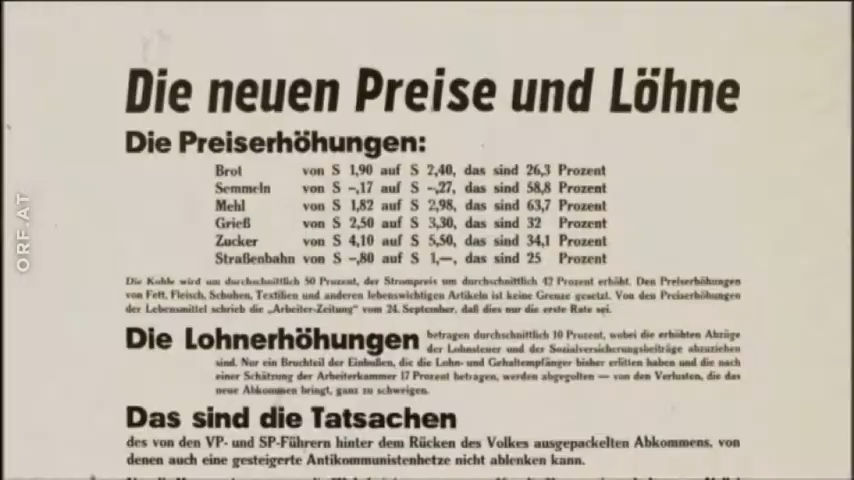 Die neuen Preise und Löhne
Die Preiserhöhungen:
Brot von S 1,90 auf S 2,40, das sind 26,3 Prozent
Semmeln von S –,17 auf S –,27, das sind 58,8 Prozent
Mehl von S 1,82 auf S 2,98, das sind 63,7 Prozent
Grieß von S 2,50 auf S 3,30, das sind 32 Prozent
Zucker von S 4,10 auf S 5,50, das sind 34,1 Prozent
Straßenbahn von S –,80 auf S 1,—, das sind 25 Prozent
Die Kohle wird um durchschnittlich 50 Prozent, der Strompreis um durchschnittlich 42 Prozent erhöht. Den Preiserhöhungen
von Fett, Fleisch, Schuhen, Textilien und anderen lebenswichtigen Artikeln ist keine Grenze gesetzt. Von den Preiserhöhungen
der Lebensmittel schrieb die „Arbeiter-Zeitung" vom 24. September, daß dies nur die erste Rate sei.
Die Lohnerhöhungen betragen durchschnittlich 10 Prozent, wobei die erhöhten Abzüge
der Lohnsteuer und der Sozialversicherungsbeiträge abzuziehen
sind. Nur ein Bruchteil der Einbußen, die die Lohn- und Gehaltempfänger bisher erlitten haben und die nach
einer Schätzung der Arbeiterkammer 17 Prozent betragen, werden abgegolten — von den Verlusten, die das
neue Abkommen bringt, ganz zu schweigen.
Das sind die Tatsachen
des von den VP- und SP-Führern hinter dem Rücken des Volkes ausgepackelten Abkommens, von
denen auch eine gesteigerte Antikommunistenhetze nicht ablenken kann.
ORF.AT